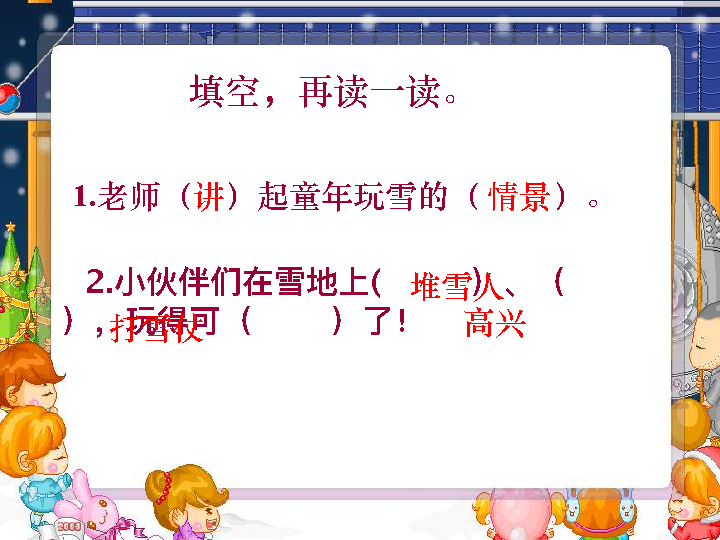 填空，再读一读。
1.老师（讲）起童年玩雪的（情景）。
2.小伙伴们在雪地上( 堆雪人 )、（
），玩得可（ ）了！
打雪仗 高兴
2008